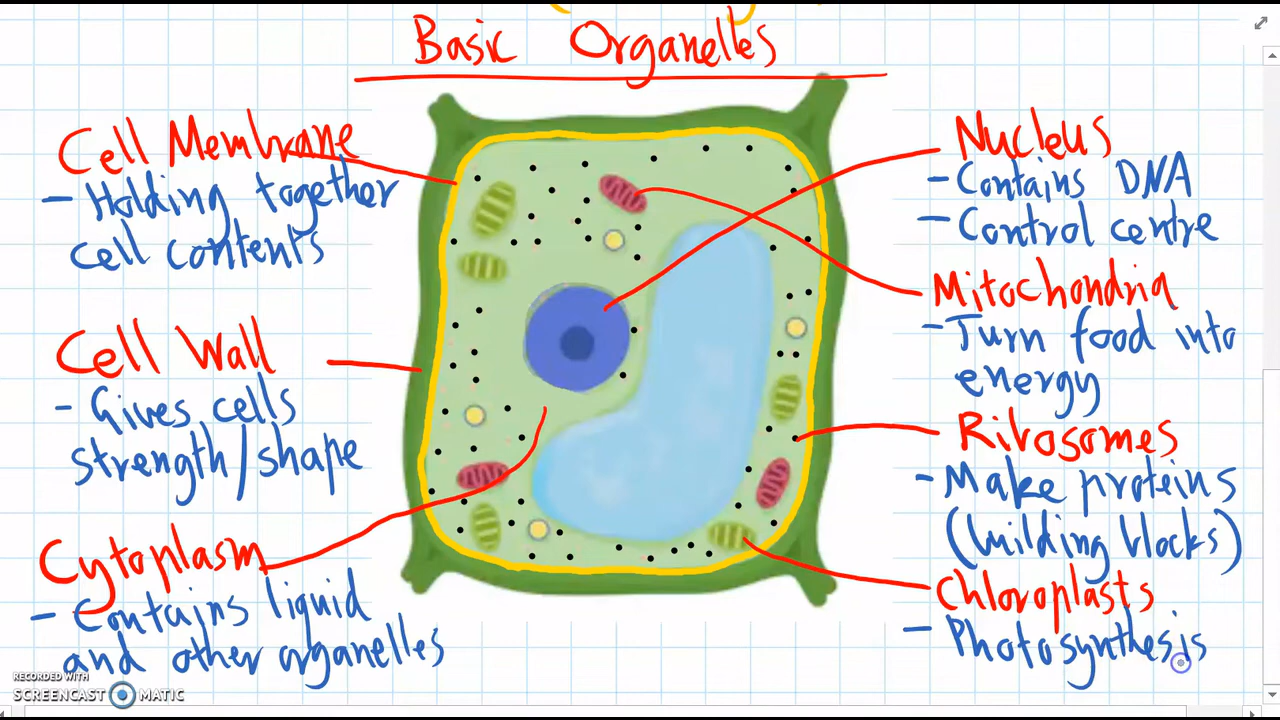 Basic Organelles
Cell Membrane
- Holding together
cell contents
Cell Wall
- Gives cells
strength/shape
Cytoplasm
- Contains liquid
and other organelles
Nucleus
- Contains DNA
- Control centre
Mitochondria
- Turn food into
energy
Ribosomes
- Make proteins
(building blocks)
Chloroplasts
- Photosynthesis
RECORDED WITH
SCREENCAST MATIC